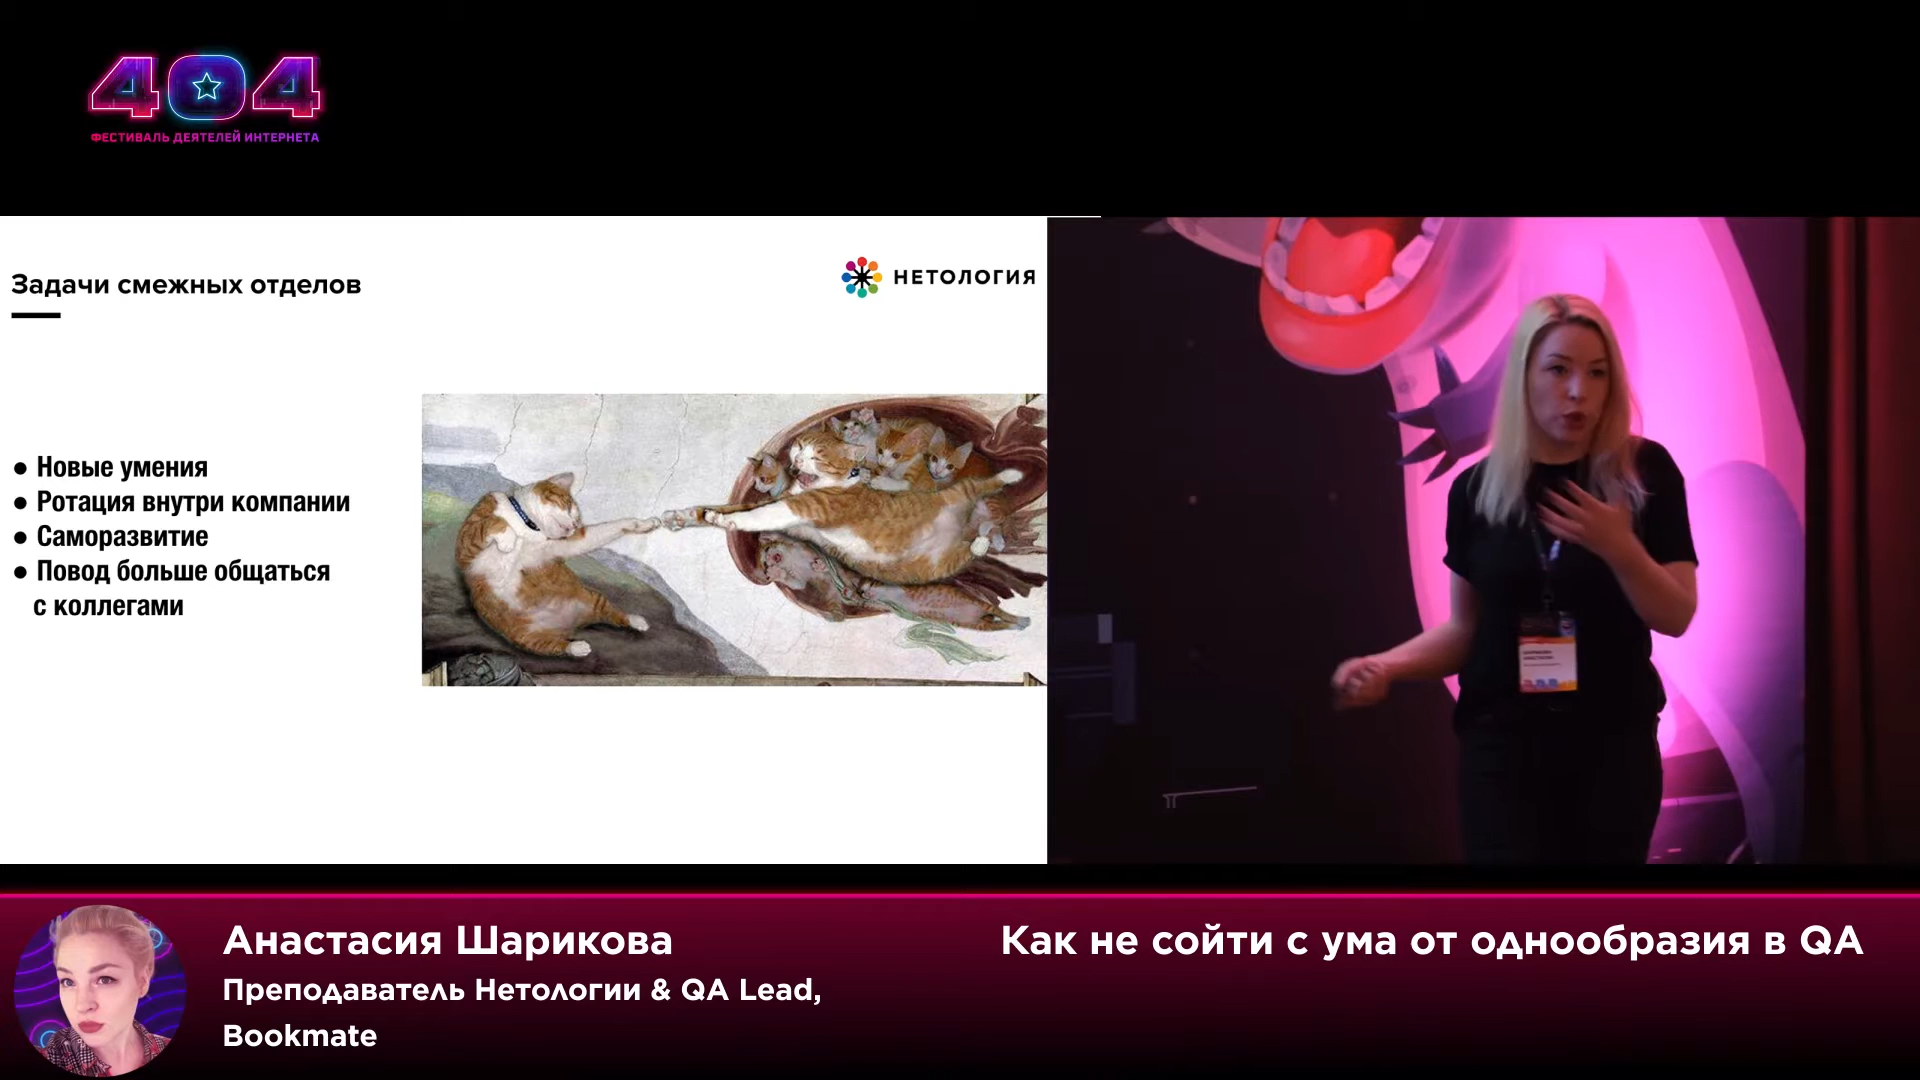 404
ФЕСТИВАЛЬ ДЕЯТЕЛЕЙ ИНТЕРНЕТА
Задачи смежных отделов
НЕТОЛОГИЯ
● Новые умения
● Ротация внутри компании
● Саморазвитие
● Повод больше общаться
с коллегами
Анастасия Шарикова
Преподаватель Нетологии & QA Lead,
Bookmate
Как не сойти с ума от однообразия в QA